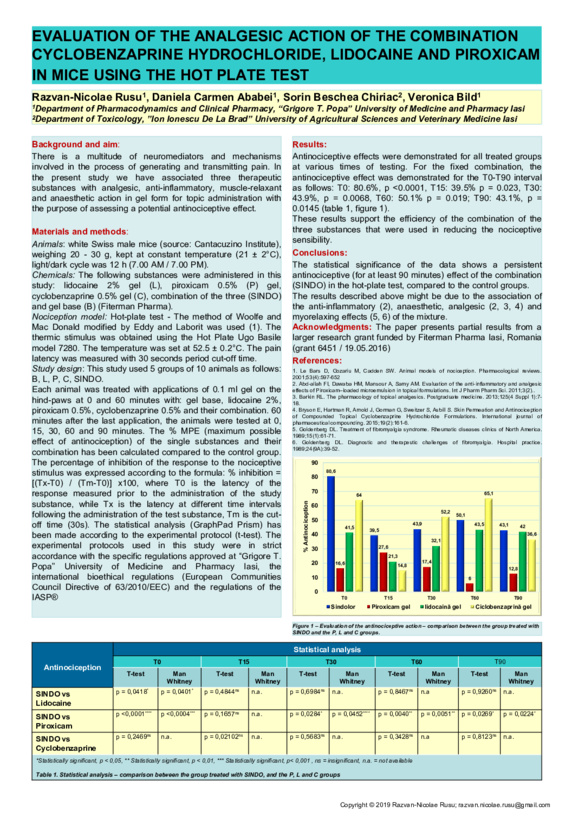 EVALUATION OF THE ANALGESIC ACTION OF THE COMBINATION
CYCLOBENZAPRINE HYDROCHLORIDE, LIDOCAINE AND PIROXICAM
IN MICE USING THE HOT PLATE TEST
Razvan-Nicolae Rusu¹, Daniela Carmen Ababei¹, Sorin Beschea Chiriac², Veronica Bild¹
¹Department of Pharmacodynamics and Clinical Pharmacy, "Grigore T. Popa" University of Medicine and Pharmacy Iasi
²Department of Toxicology, "Ion Ionescu De La Brad" University of Agricultural Sciences and Veterinary Medicine Iasi
Background and aim:
There is a multitude of neuromediators and mechanisms
involved in the process of generating and transmitting pain. In
the present study we have associated three therapeutic
substances with analgesic, anti-inflammatory, muscle-relaxant
and anaesthetic action in gel form for topic administration with
the purpose of assessing a potential antinociceptive effect.
Materials and methods:
Animals: white Swiss male mice (source: Cantacuzino Institute),
weighing 20 - 30 g, kept at constant temperature (21 ± 2°C),
light/dark cycle was 12 h (7.00 AM / 7.00 PM).
Chemicals: The following substances were administered in this
study: lidocaine 2% gel (L), piroxicam 0.5% (P) gel,
cyclobenzaprine 0.5% gel (C), combination of the three (SINDO)
and gel base (B) (Fiterman Pharma).
Nociception model: Hot-plate test - The method of Woolfe and
Mac Donald modified by Eddy and Laborit was used (1). The
thermic stimulus was obtained using the Hot Plate Ugo Basile
model 7280. The temperature was set at 52.5 ± 0.2°C. The pain
latency was measured with 30 seconds period cut-off time.
Study design: This study used 5 groups of 10 animals as follows:
B, L, P, C, SINDO.
Each animal was treated with applications of 0.1 ml gel on the
hind-paws at 0 and 60 minutes with: gel base, lidocaine 2%,
piroxicam 0.5%, cyclobenzaprine 0.5% and their combination. 60
minutes after the last application, the animals were tested at 0,
15, 30, 60 and 90 minutes. The % MPE (maximum possible
effect of antinociception) of the single substances and their
combination has been calculated compared to the control group.
The percentage of inhibition of the response to the nociceptive
stimulus was expressed according to the formula: % inhibition =
[(Tx-T0) / (Tm-T0)] x100, where T0 is the latency of the
response measured prior to the administration of the study
substance, while Tx is the latency at different time intervals
following the administration of the test substance, Tm is the cut-
off time (30s). The statistical analysis (GraphPad Prism) has
been made according to the experimental protocol (t-test). The
experimental protocols used in this study were in strict
accordance with the specific regulations approved at "Grigore T.
Popa" University of Medicine and Pharmacy Iasi, the
international bioethical regulations (European Communities
Council Directive of 63/2010/EEC) and the regulations of the
IASP®
Results:
Antinociceptive effects were demonstrated for all treated groups
at various times of testing. For the fixed combination, the
antinociceptive effect was demonstrated for the T0-T90 interval
as follows: T0: 80.6%, p <0.0001, T15: 39.5% p = 0.023, T30:
43.9%, p = 0.0068, T60: 50.1% p = 0.019; T90: 43.1%, p =
0.0145 (table 1, figure 1).
These results support the efficiency of the combination of the
three substances that were used in reducing the nociceptive
sensibility.
Conclusions:
The statistical significance of the data shows a persistent
antinociceptive (for at least 90 minutes) effect of the combination
(SINDO) in the hot-plate test, compared to the control groups.
The results described above might be due to the association of
the anti-inflammatory (2), anaesthetic, analgesic (2, 3, 4) and
myorelaxing effects (5, 6) of the mixture.
Acknowledgments: The paper presents partial results from a
larger research grant funded by Fiterman Pharma Iasi, Romania
(grant 6451 / 19.05.2016)
References:
1. Le Bars D, Gozariu M, Cadden SW. Animal models of nociception. Pharmacological reviews.
2001;53(4):597-652.
2. Abd-allah FI, Dawaba HM, Mansour A, Samy AM. Evaluation of the anti-inflammatory and analgesic
effects of Piroxicam-loaded microemulsion in topical formulations. Int J Pharm Pharm Sci. 2011;3(2).
3. Barkin RL. The pharmacology of topical analgesics. Postgraduate medicine. 2013;125(4 Suppl 1):7-
18.
4. Bryson E, Hartman R, Arnold J, Gorman G, Sweitzer S, Asbill S. Skin Permeation and Antinociception
of Compounded Topical Cyclobenzaprine Hydrochloride Formulations. International journal of
pharmaceutical compounding. 2015;19(2):161-6.
5. Goldenberg DL. Treatment of fibromyalgia syndrome. Rheumatic diseases clinics of North America.
1989;15(1):61-71.
6. Goldenberg DL. Diagnostic and therapeutic challenges of fibromyalgia. Hospital practice.
1989;24(9A):39-52.
% Antinociception
90
80
70
60
50
40
30
20
10
0
80,6 16,6 41,5 64
39,5 27,6 21,3 14,8
43,9 17,4 32,1 52,2
50,1 6 43,5 65,1
43,1 12,8 42 36,6
T0 T15 T30 T60 T90
Sindolor Piroxicam gel lidocaină gel Ciclobenzaprină gel
Figure 1 – Evaluation of the antinociceptive action – comparison between the group treated with
SINDO and the P, L and C groups.
Antinociception Statistical analysis
T0 T15 T30 T60 T90
T-test Man Whitney T-test Man Whitney T-test Man Whitney T-test Man Whitney T-test Man Whitney
SINDO vs Lidocaine p = 0,0418* p = 0,0401* p = 0,4844ns n.a. p = 0,6984ns n.a. p = 0,8467ns n.a p = 0,9260ns n.a.
SINDO vs Piroxicam p <0,0001*** p <0,0004*** p = 0,1657ns n.a. p = 0,0284* p = 0,0452*** p = 0,0040** p = 0,0051** p = 0,0269* p = 0,0224*
SINDO vs Cyclobenzaprine p = 0,2469ns n.a. p = 0,02102ns n.a. p = 0,5683ns n.a. p = 0,3428ns n.a p = 0,8123ns n.a.
*Statistically significant, p < 0,05, ** Statistically significant, p < 0,01, *** Statistically significant, p< 0,001 , ns = insignificant, n.a. = not available
Table 1. Statistical analysis – comparison between the group treated with SINDO, and the P, L and C groups
Copyright © 2019 Razvan-Nicolae Rusu; razvan.nicolae.rusu@gmail.com